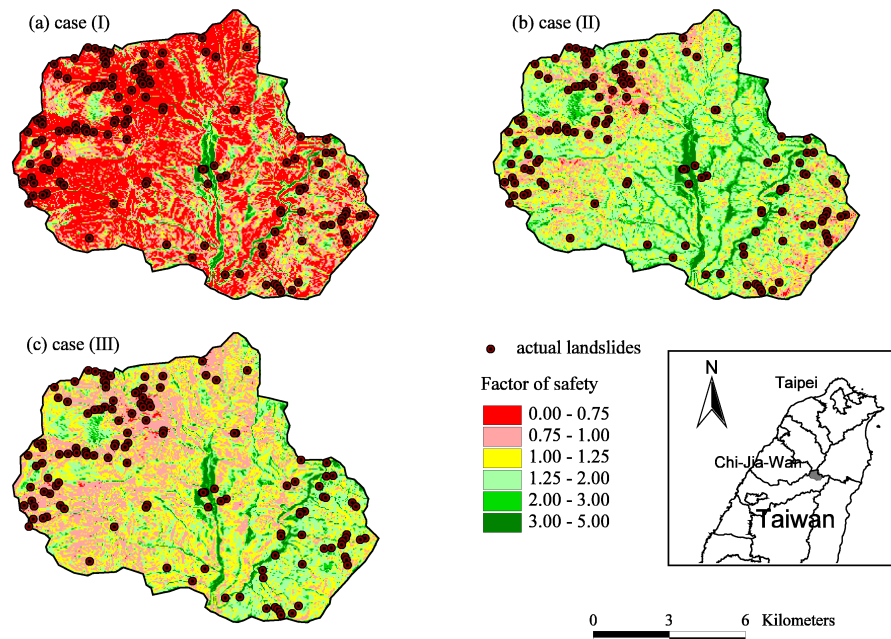 (a) case (I)
(b) case (II)
(c) case (III)
actual landslides
Factor of safety
0.00 - 0.75
0.75 - 1.00
1.00 - 1.25
1.25 - 2.00
2.00 - 3.00
3.00 - 5.00
N
Taipei
Chi-Jia-Wan
Taiwan
0 3 6 Kilometers